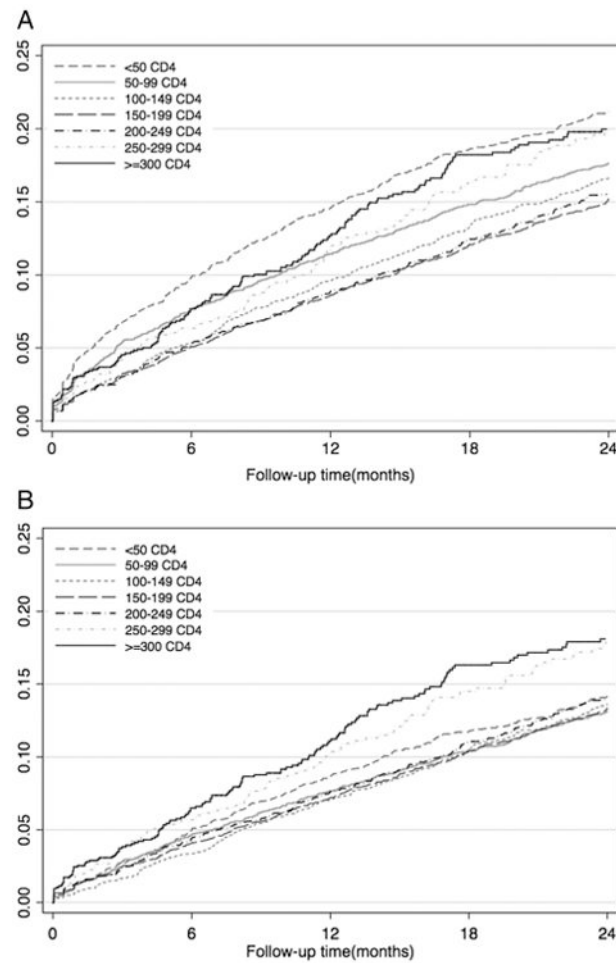 A
0.25
0.20
0.15
0.10
0.05
0.00
<50 CD4
50-99 CD4
100-149 CD4
150-199 CD4
200-249 CD4
250-299 CD4
>=300 CD4
0 6 12 18 24
Follow-up time(months)
B
0.25
0.20
0.15
0.10
0.05
0.00
<50 CD4
50-99 CD4
100-149 CD4
150-199 CD4
200-249 CD4
250-299 CD4
>=300 CD4
0 6 12 18 24
Follow-up time(months)